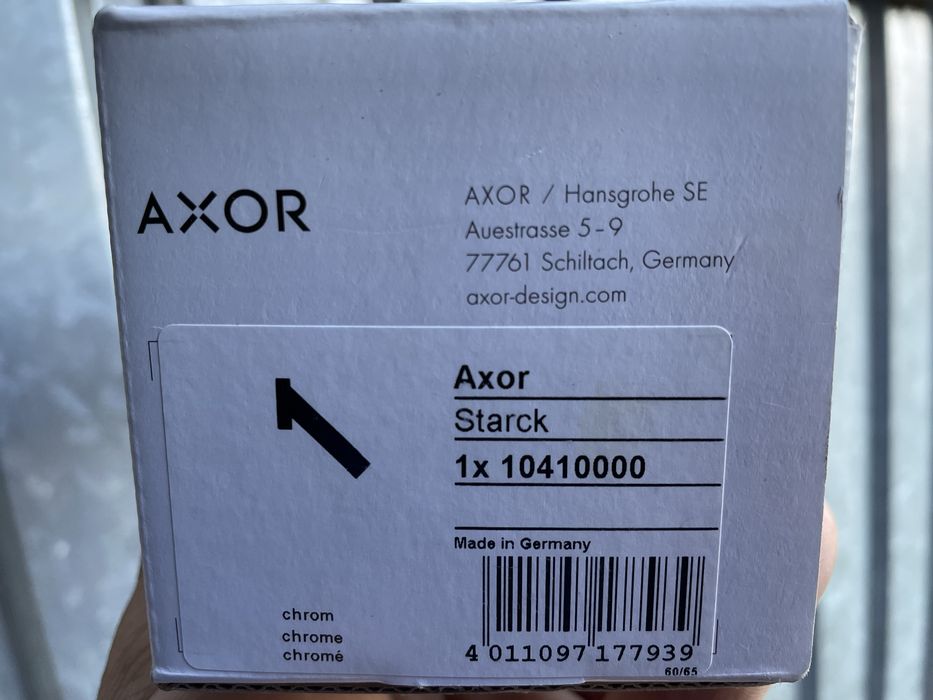 AXOR
AXOR / Hansgrohe SE
Auestrasse 5-9
77761 Schiltach, Germany
axor-design.com
Axor
Starck
1x 10410000
Made in Germany
chrom
chrome
chromé
4 011097 177939
60/65